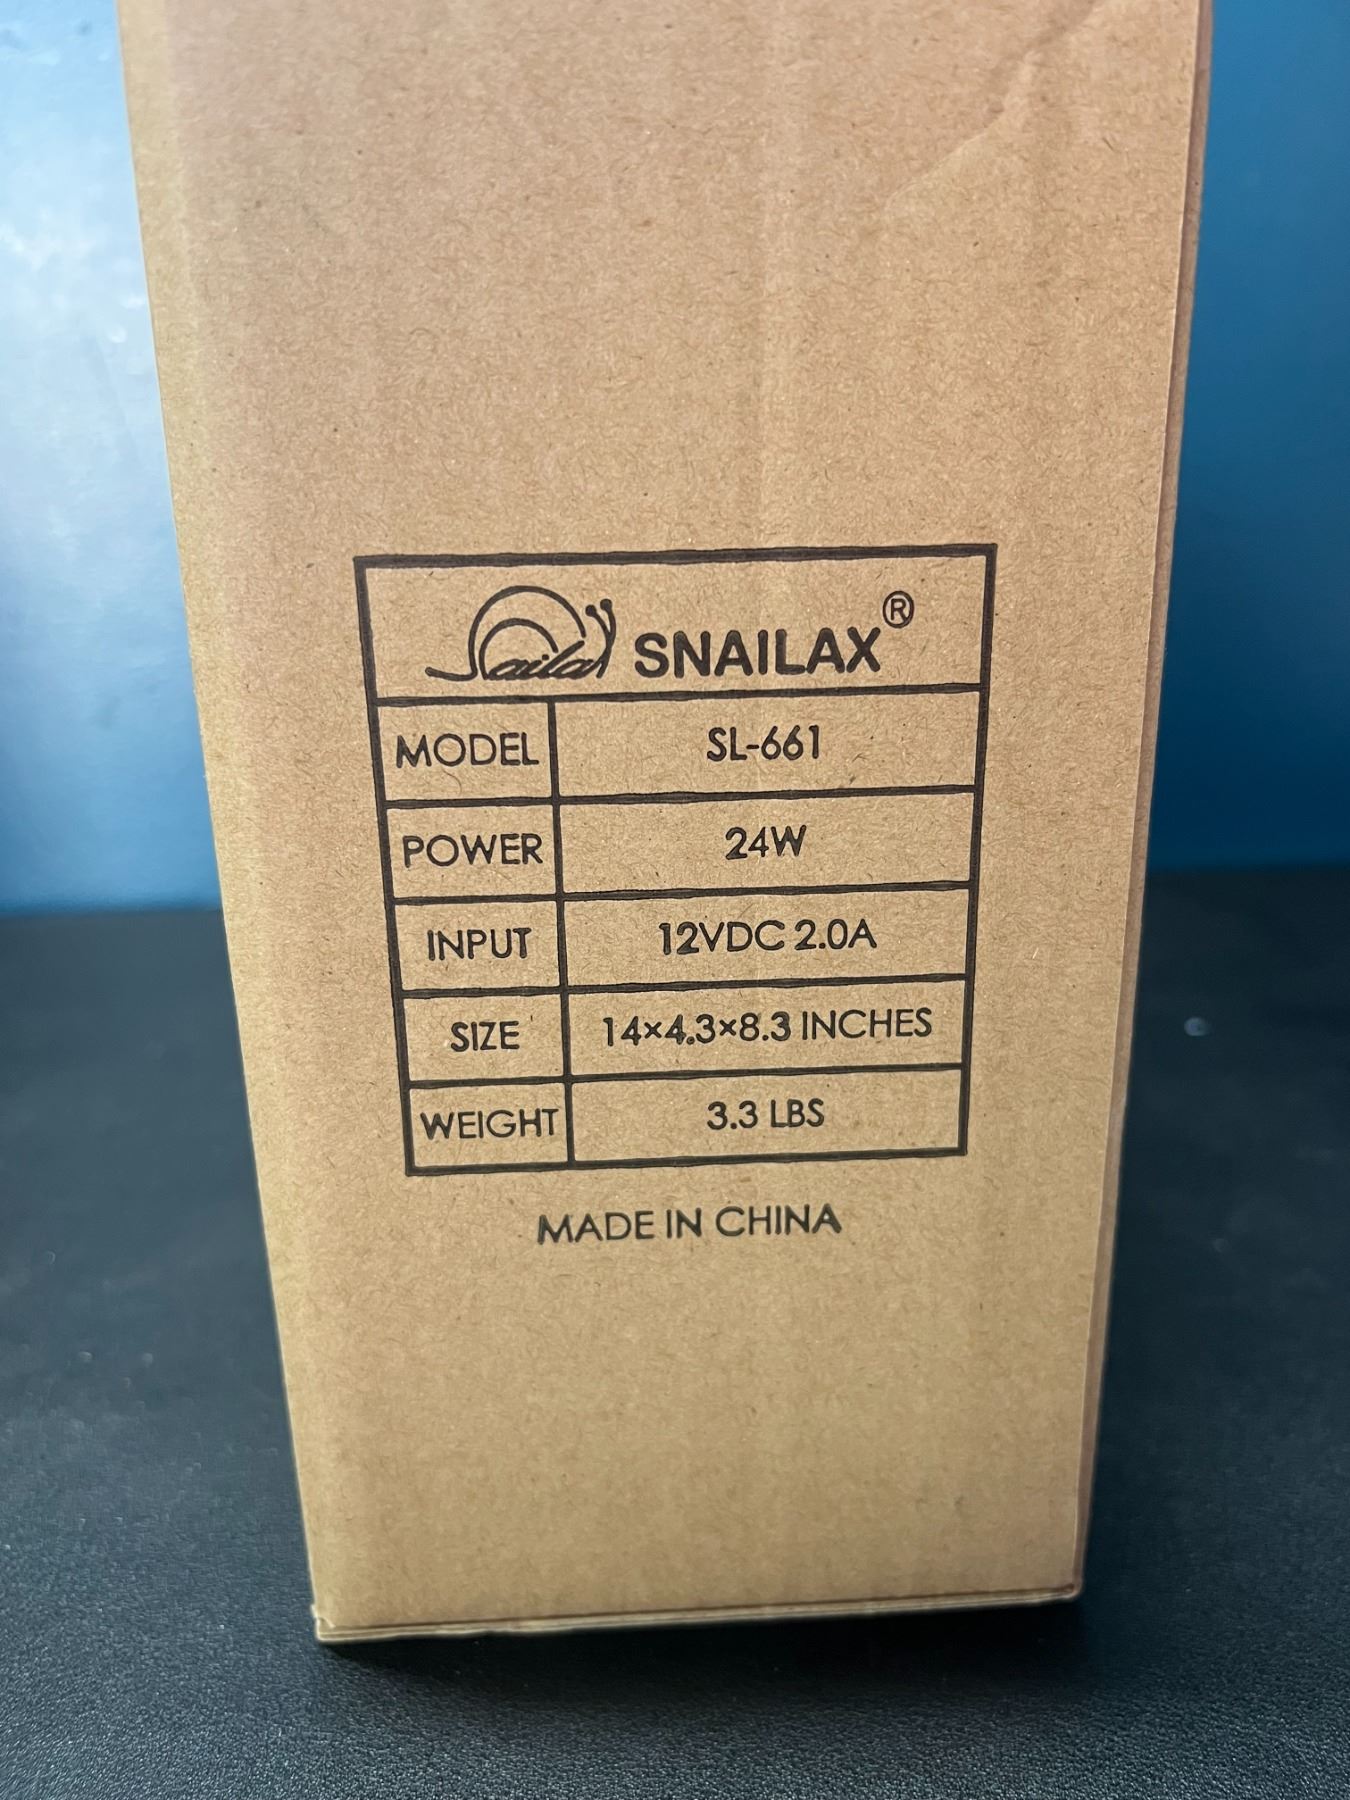 Snailax SNAILAX®
MODEL SL-661
POWER 24W
INPUT 12VDC 2.0A
SIZE 14×4.3×8.3 INCHES
WEIGHT 3.3 LBS
MADE IN CHINA